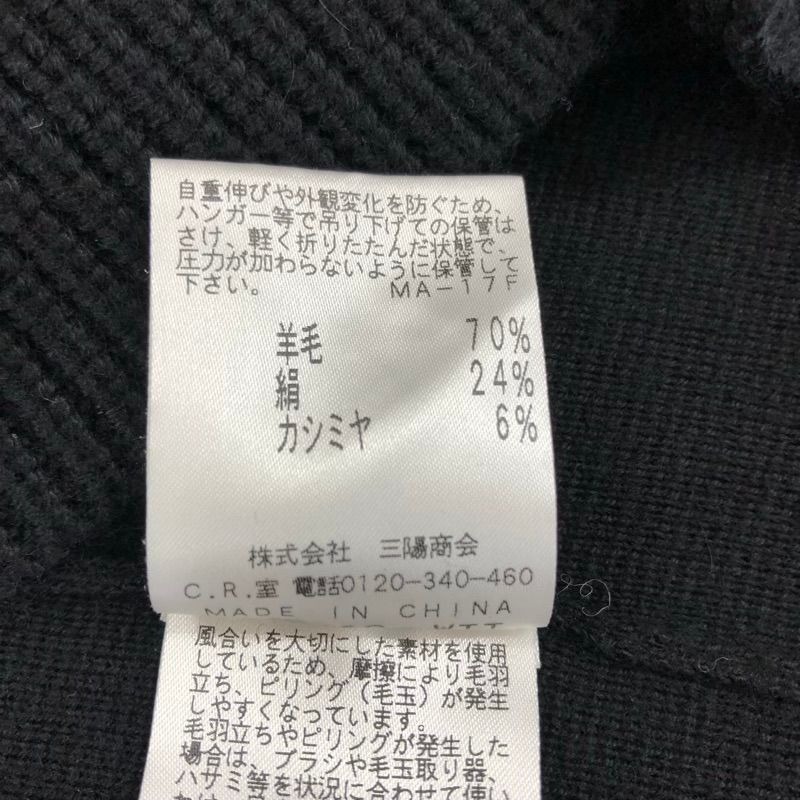 自重伸びや外観変化を防ぐため、
ハンガー等で吊り下げての保管は
さけ、軽く折りたたんだ状態で、
圧力が加わらないように保管して
下さい。 MA-17F
羊毛 70%
絹 24%
カシミヤ 6%
株式会社 三陽商会
C.R.室 電話0120-340-460
MADE IN CHINA
風合いを大切にした素材を使用
しているため、摩擦により毛羽
立ち、ピリング(毛玉)が発生
しやすくなっています。
毛羽立ちやピリングが発生した
場合は、ブラシや毛玉取り器、
ハサミ等を状況に合わせて使い